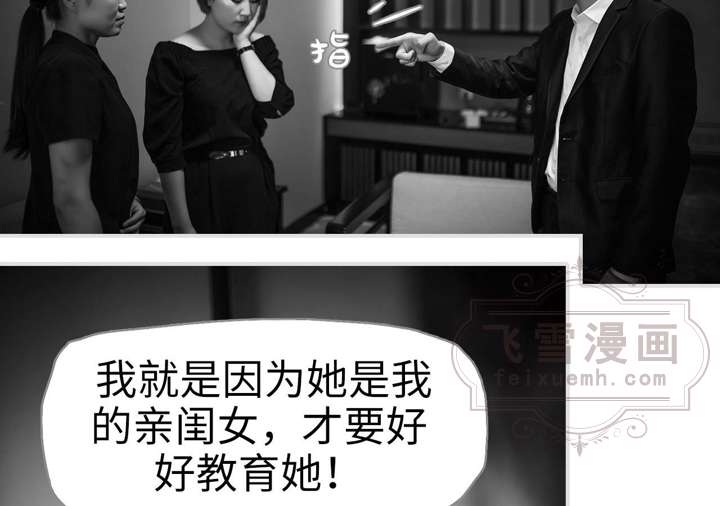 指
我就是因为她是我
的亲闺女，才要好
好教育她！
飞雪漫画
feixuemh.com